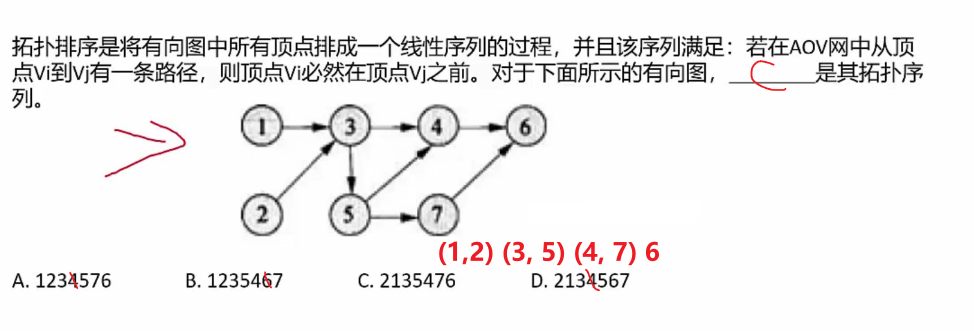 拓扑排序是将有向图中所有顶点排成一个线性序列的过程，并且该序列满足：若在AOV网中从顶
点Vi到Vj有一条路径，则顶点Vi必然在顶点Vj之前。对于下面所示的有向图，____C____是其拓扑序
列。
1 3 4 6
2 5 7
(1,2) (3, 5) (4, 7) 6
A. 1234576 B. 1235467 C. 2135476 D. 2134567